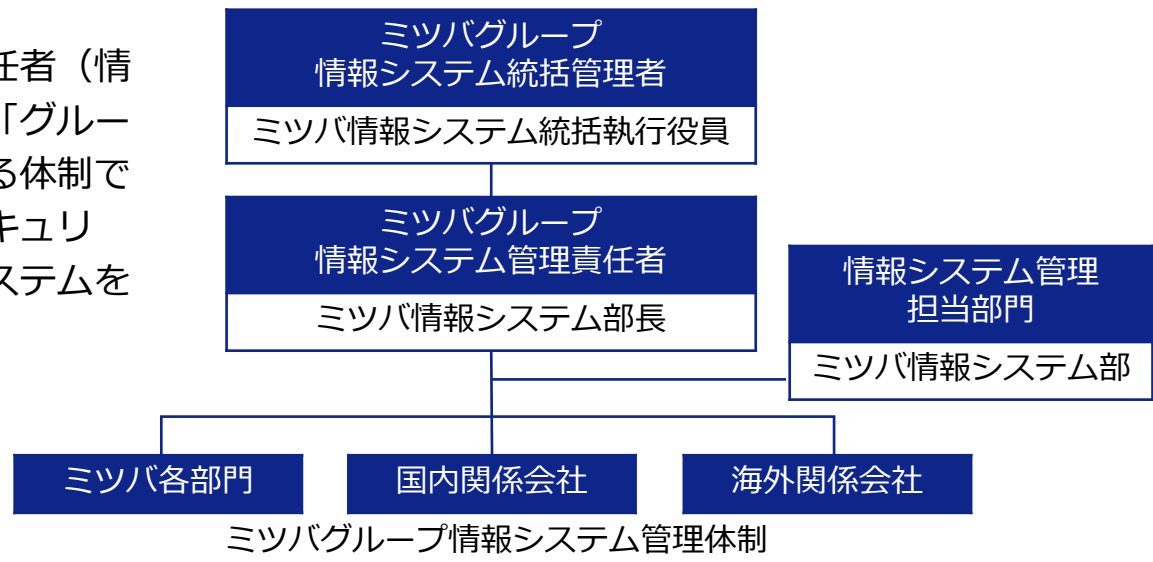 任者（情
「グルー
る体制で
キュリ
ステムを
ミツバグループ
情報システム統括管理者
ミツバ情報システム統括執行役員
ミツバグループ
情報システム管理責任者
ミツバ情報システム部長
情報システム管理
担当部門
ミツバ情報システム部
ミツバ各部門
国内関係会社
海外関係会社
ミツバグループ情報システム管理体制